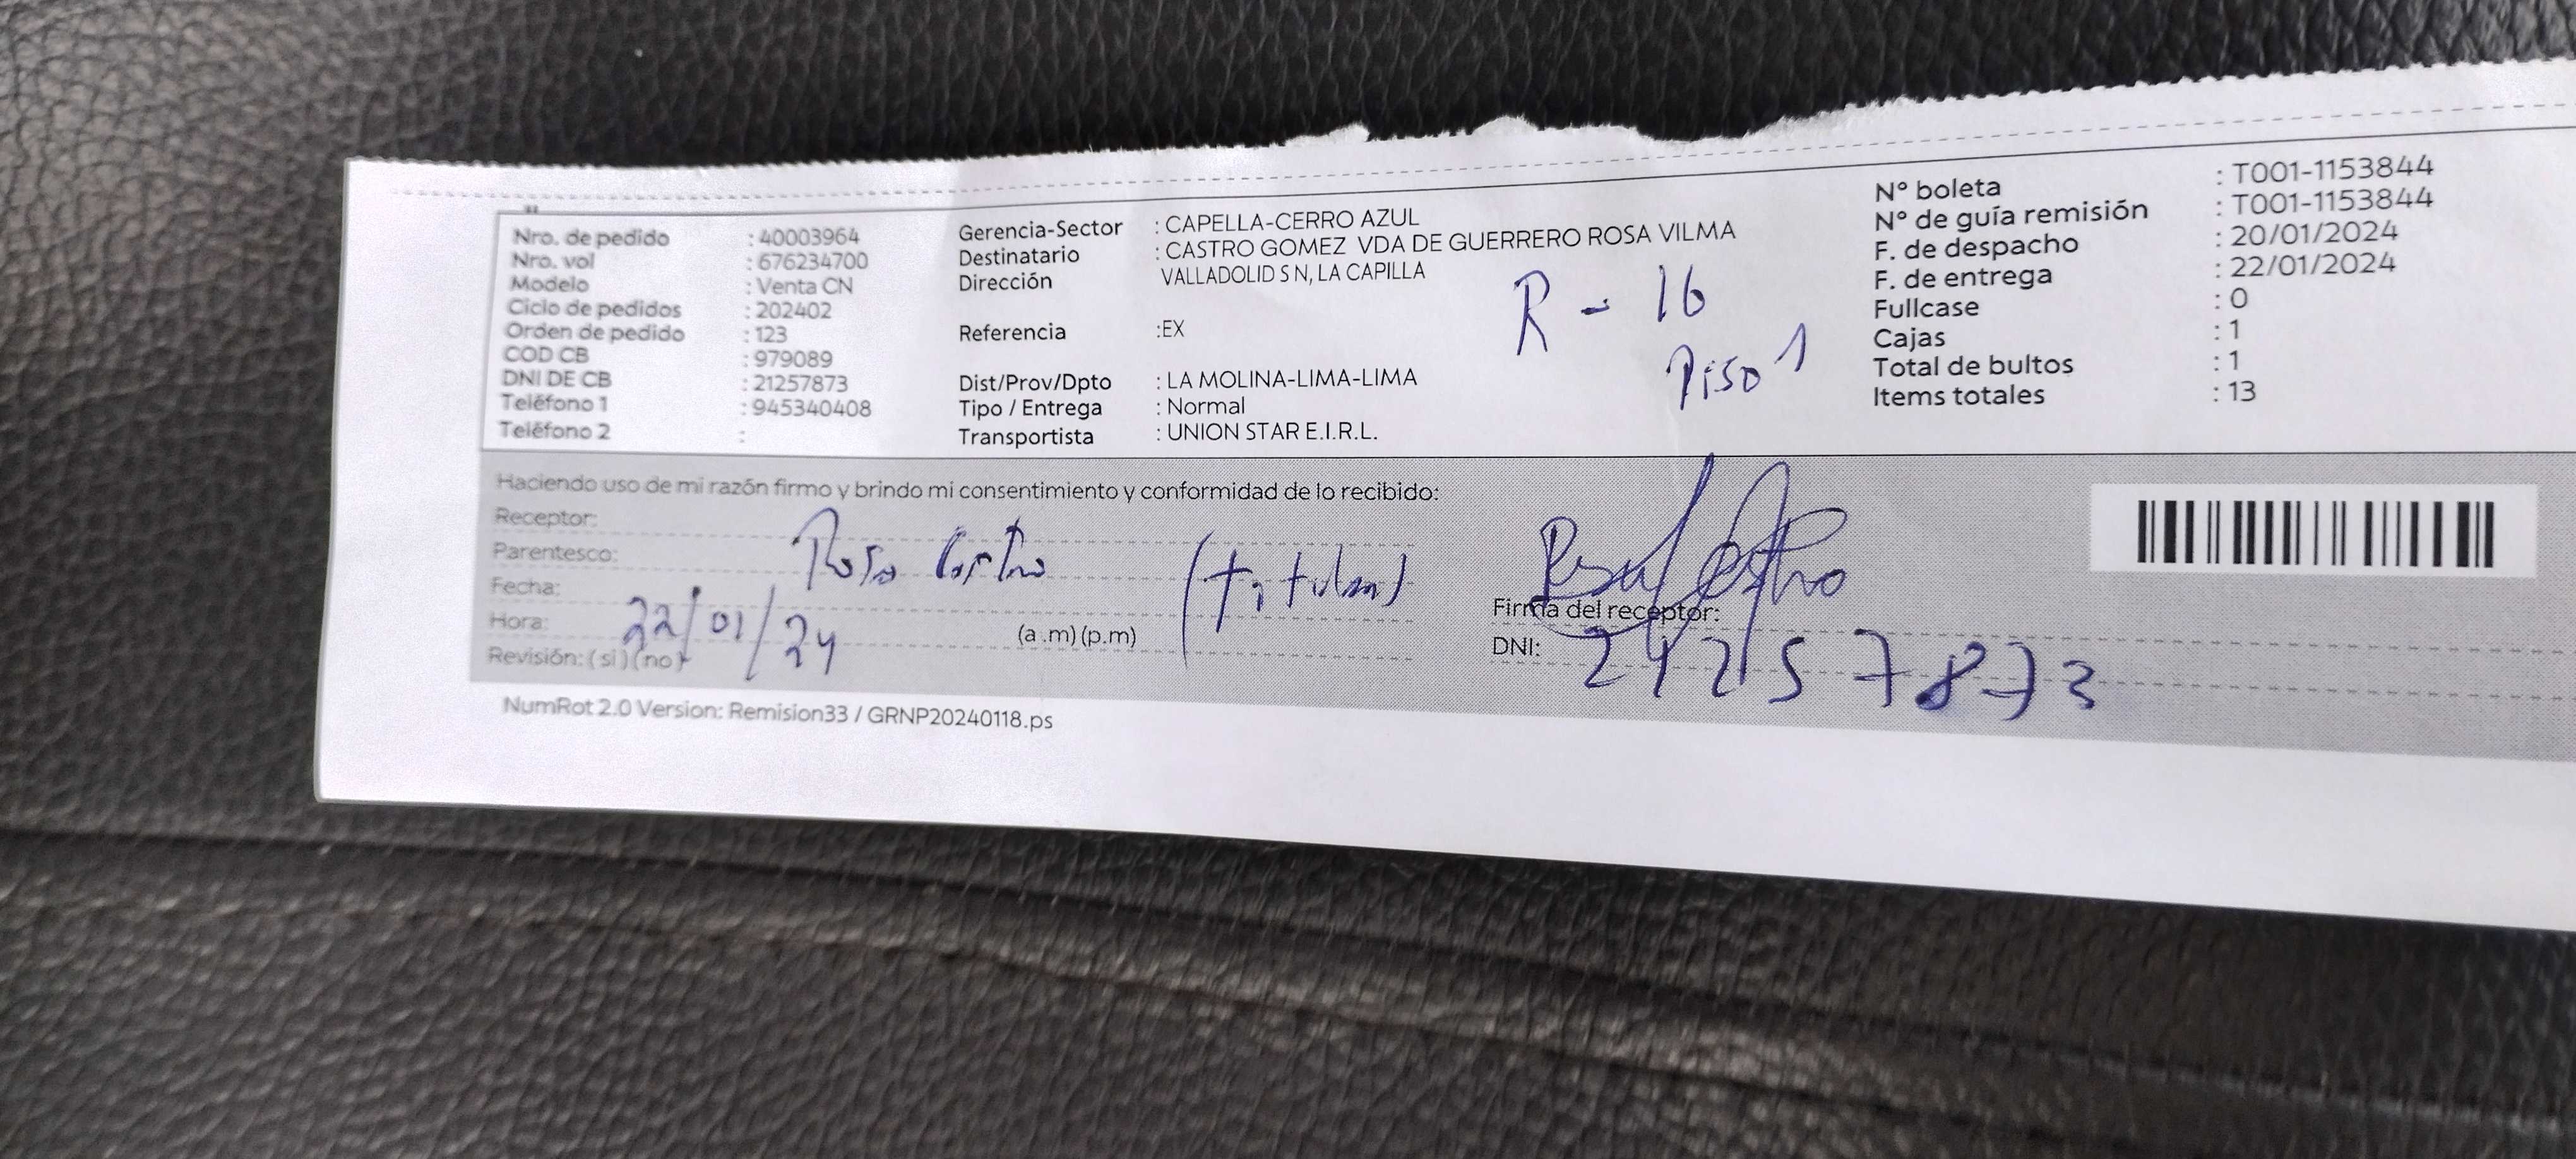 Nro. de pedido : 40003964
Nro. vol : 676234700
Modelo : Venta CN
Ciclo de pedidos : 202402
Orden de pedido : 123
COD CB : 979089
DNI DE CB : 21257873
Teléfono 1 : 945340408
Teléfono 2 :
Gerencia-Sector : CAPELLA-CERRO AZUL
Destinatario : CASTRO GOMEZ VDA DE GUERRERO ROSA VILMA
Dirección VALLADOLID S N, LA CAPILLA
Referencia :EX
Dist/Prov/Dpto : LA MOLINA-LIMA-LIMA
Tipo / Entrega : Normal
Transportista : UNION STAR E.I.R.L.
R - 16
Piso 1
N° boleta : T001-1153844
N° de guía remisión : T001-1153844
F. de despacho : 20/01/2024
F. de entrega : 22/01/2024
Fullcase : 0
Cajas : 1
Total de bultos : 1
Items totales : 13
Haciendo uso de mi razón firmo y brindo mi consentimiento y conformidad de lo recibido:
Receptor:
Parentesco: Rosa Castro (titular)
Fecha:
Hora: 22/01/24 (a .m) (p.m)
Revisión: ( si ) ( no )
Rosa Castro
Firma del receptor:
DNI: 21257873
NumRot 2.0 Version: Remision33 / GRNP20240118.ps